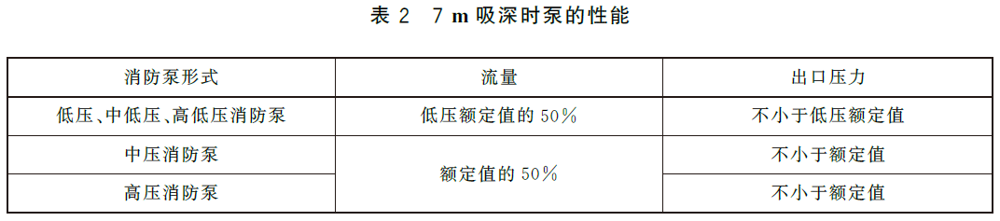 表 2 7 m 吸深时泵的性能
消防泵形式 流量 出口压力
低压、中低压、高低压消防泵 低压额定值的 50% 不小于低压额定值
中压消防泵 额定值的 50% 不小于额定值
高压消防泵 不小于额定值